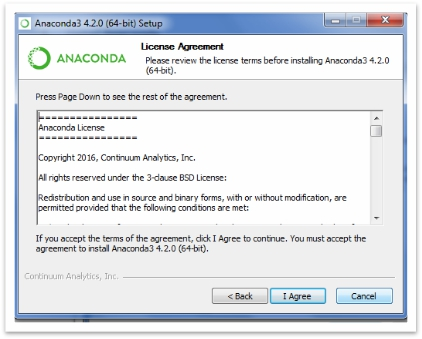 Anaconda3 4.2.0 (64-bit) Setup
ANACONDA
License Agreement
Please review the license terms before installing Anaconda3 4.2.0
(64-bit).
Press Page Down to see the rest of the agreement.
================
Anaconda License
================
Copyright 2016, Continuum Analytics, Inc.
All rights reserved under the 3-clause BSD License:
Redistribution and use in source and binary forms, with or without modification, are
permitted provided that the following conditions are met:
If you accept the terms of the agreement, click I Agree to continue. You must accept the
agreement to install Anaconda3 4.2.0 (64-bit).
Continuum Analytics, Inc.
< Back
I Agree
Cancel